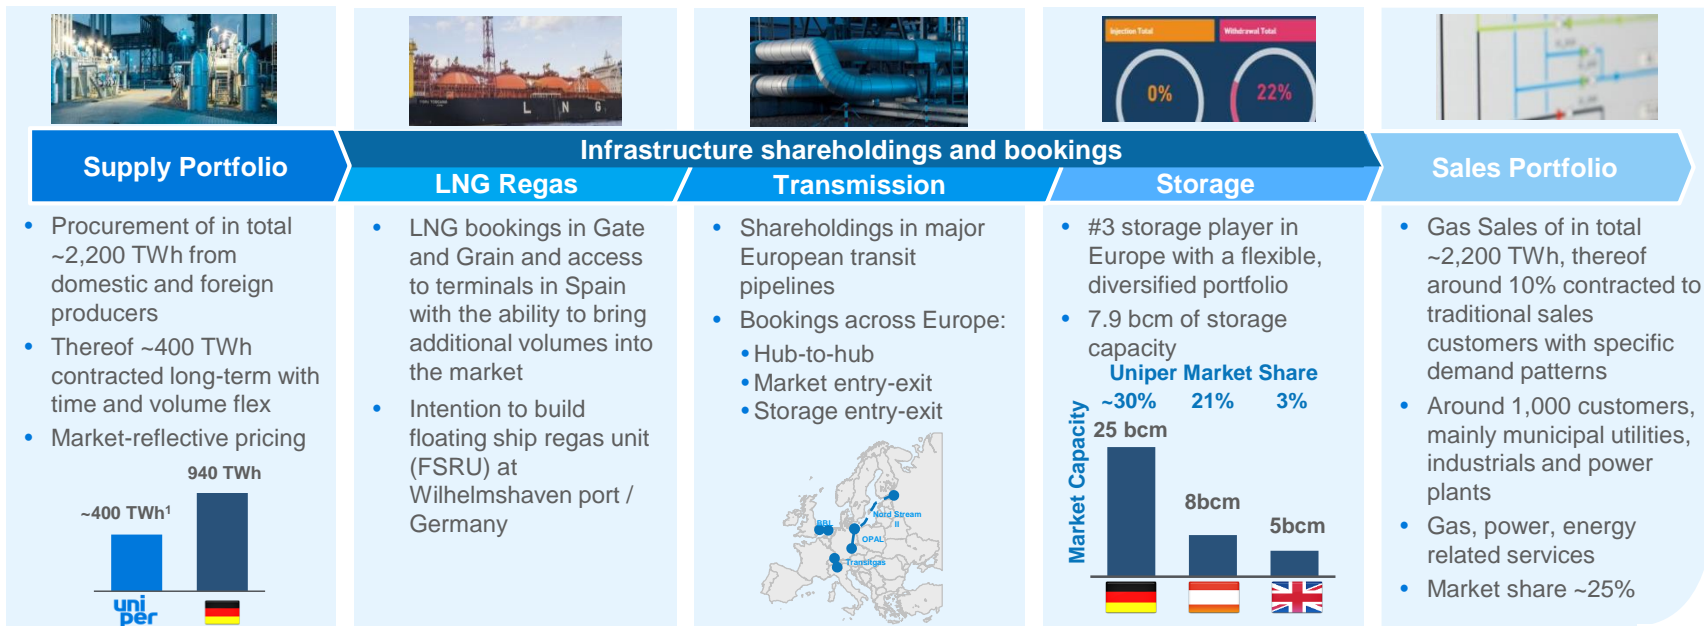 Injection Total
Withdrawal Total
0%
22%
L N G
Supply Portfolio
Infrastructure shareholdings and bookings
LNG Regas
Transmission
Storage
Sales Portfolio
• Procurement of in total
~2,200 TWh from
domestic and foreign
producers
• Thereof ~400 TWh
contracted long-term with
time and volume flex
• Market-reflective pricing
940 TWh
~400 TWh¹
uni
per
• LNG bookings in Gate
and Grain and access
to terminals in Spain
with the ability to bring
additional volumes into
the market
• Intention to build
floating ship regas unit
(FSRU) at
Wilhelmshaven port /
Germany
• Shareholdings in major
European transit
pipelines
• Bookings across Europe:
• Hub-to-hub
• Market entry-exit
• Storage entry-exit
Nord Stream
II
BBL
OPAL
Transitgas
• #3 storage player in
Europe with a flexible,
diversified portfolio
• 7.9 bcm of storage
capacity
Uniper Market Share
~30% 21% 3%
Market Capacity
25 bcm
8bcm
5bcm
• Gas Sales of in total
~2,200 TWh, thereof
around 10% contracted to
traditional sales
customers with specific
demand patterns
• Around 1,000 customers,
mainly municipal utilities,
industrials and power
plants
• Gas, power, energy
related services
• Market share ~25%